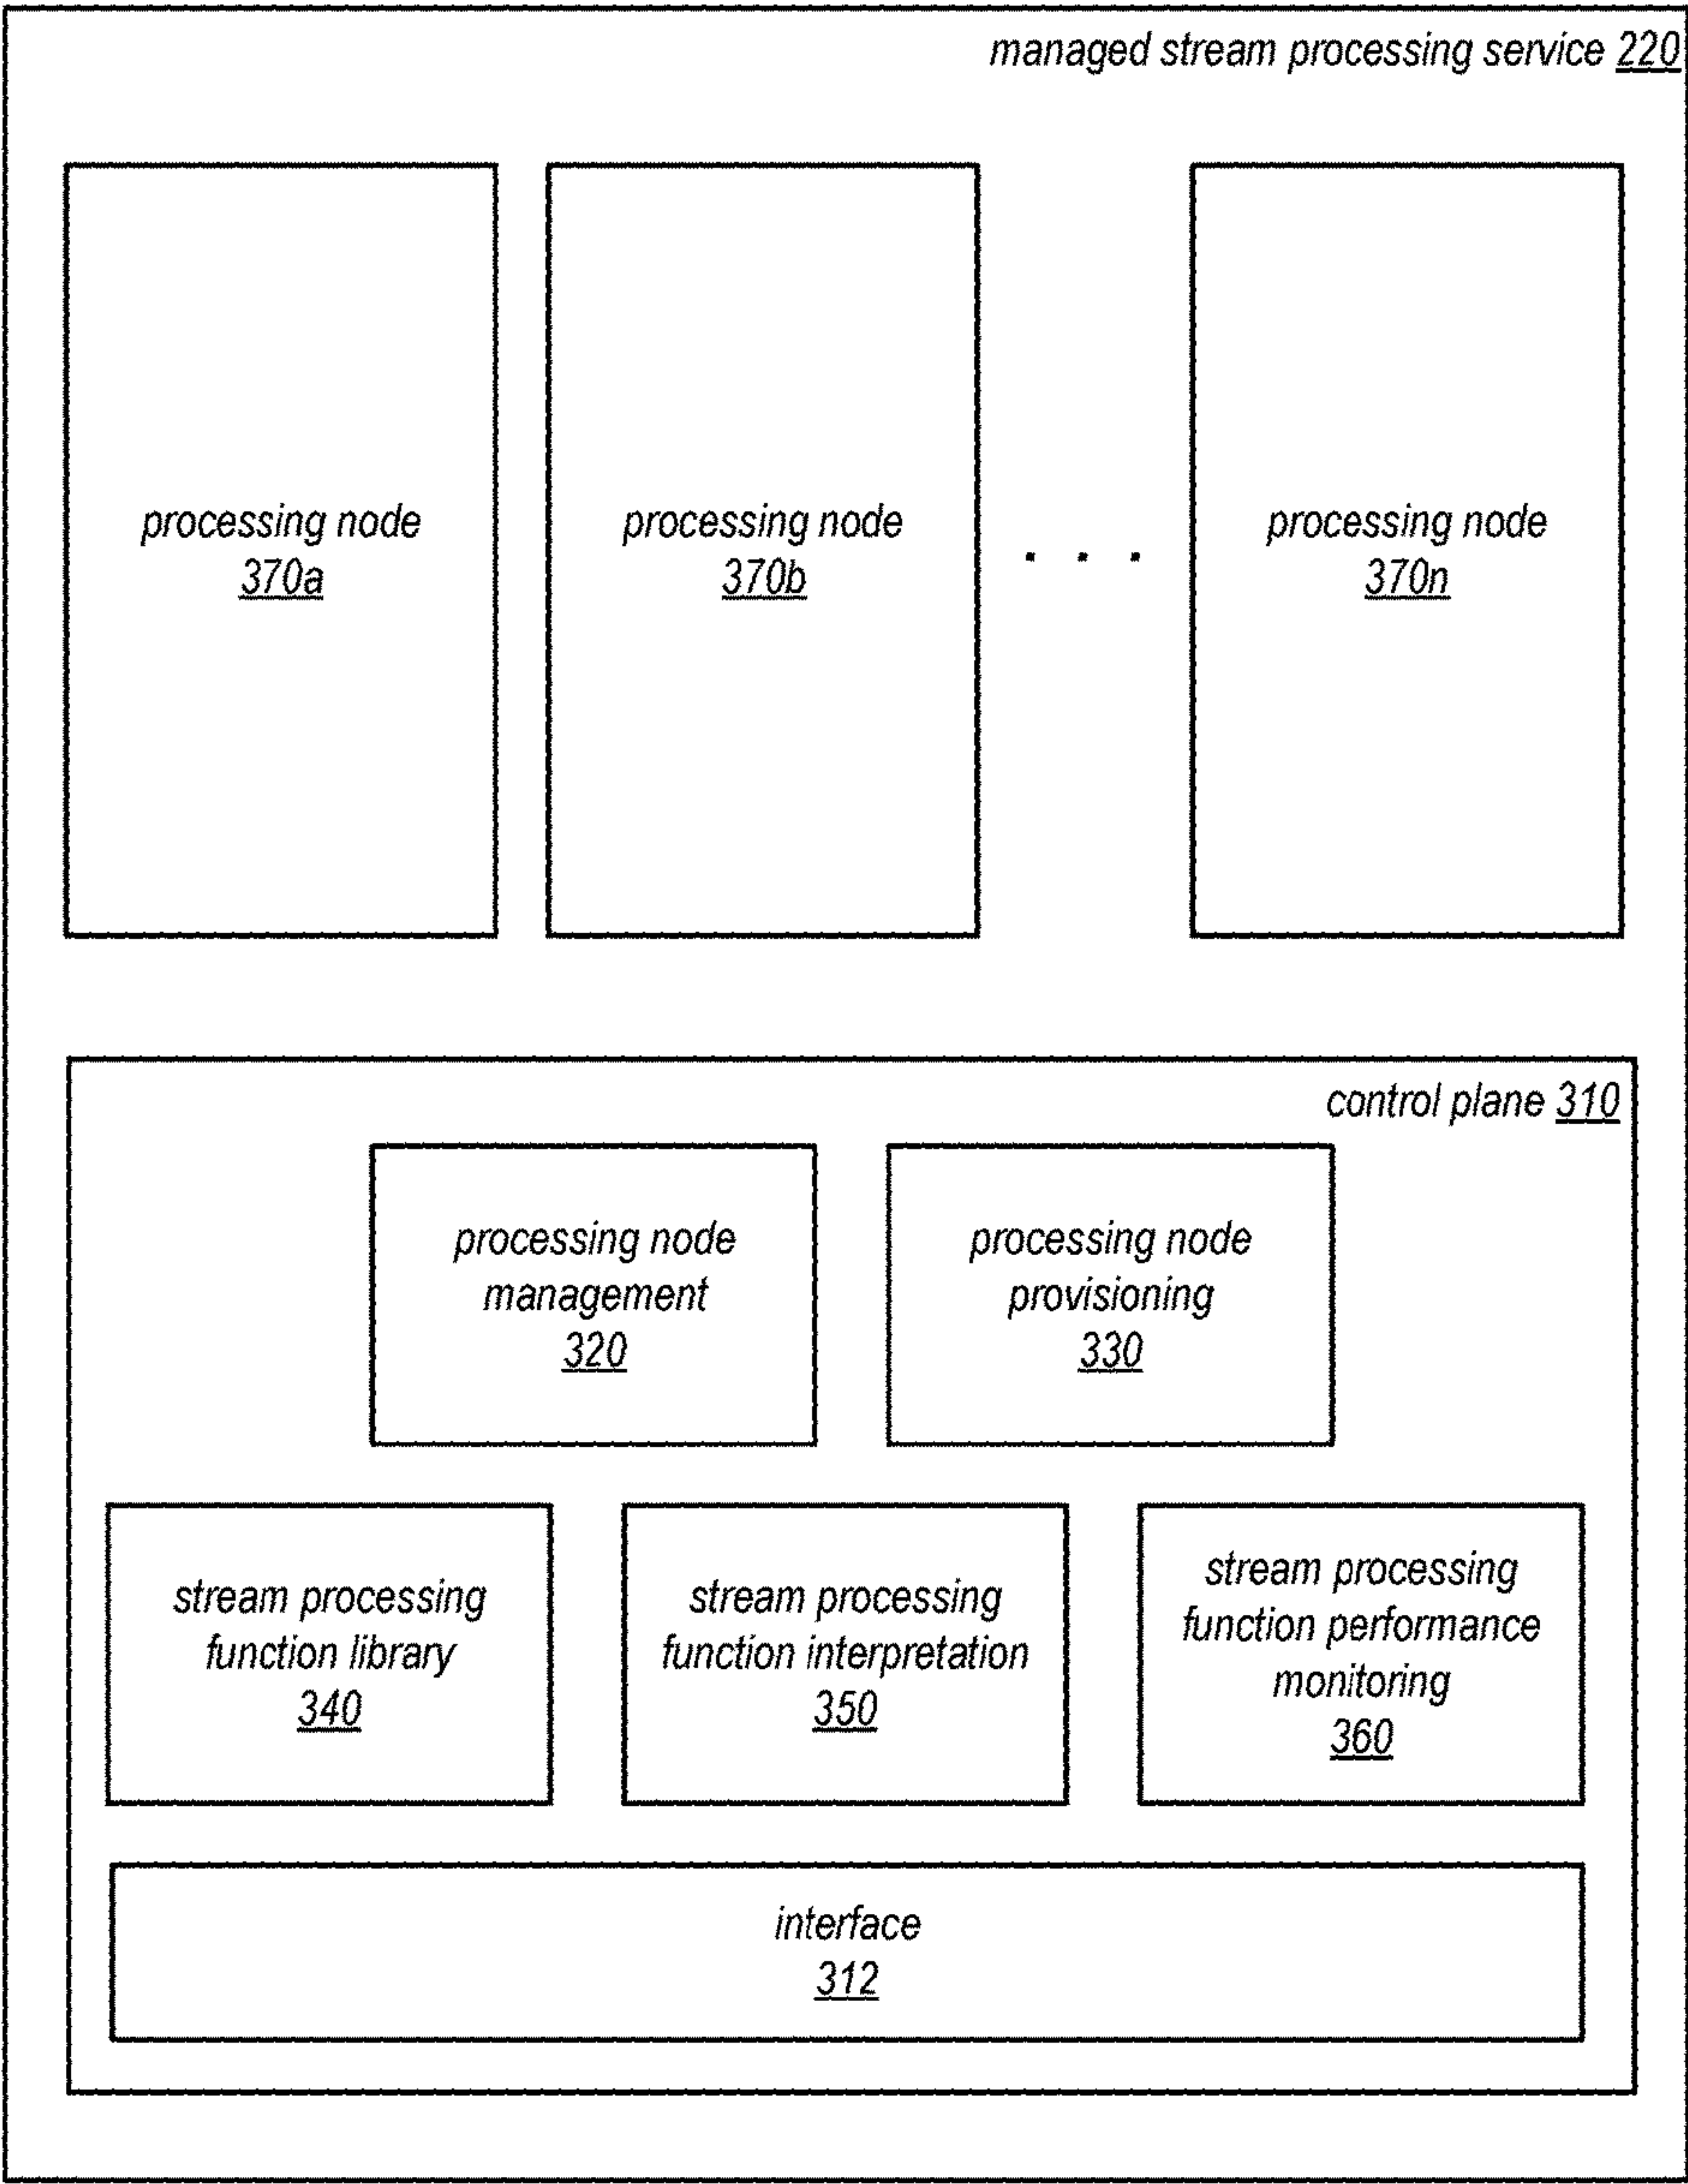 managed stream processing service 220
processing node
370a
processing node
370b
. . .
processing node
370n
control plane 310
processing node
management
320
processing node
provisioning
330
stream processing
function library
340
stream processing
function interpretation
350
stream processing
function performance
monitoring
360
interface
312